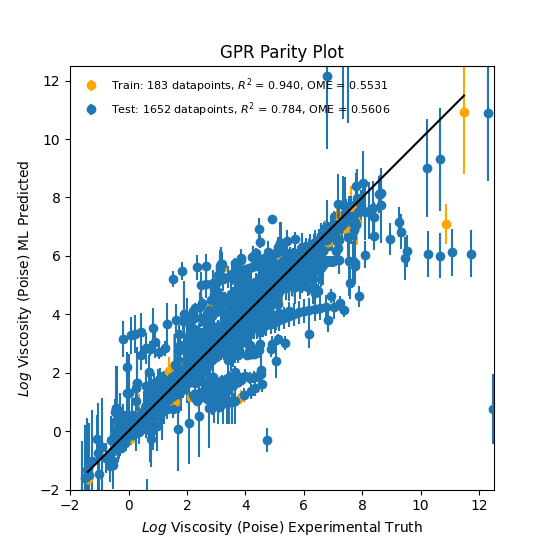 GPR Parity Plot
Train: 183 datapoints, R² = 0.940, OME = 0.5531
Test: 1652 datapoints, R² = 0.784, OME = 0.5606
Log Viscosity (Poise) ML Predicted
12
10
8
6
4
2
0
−2
−2 0 2 4 6 8 10 12
Log Viscosity (Poise) Experimental Truth